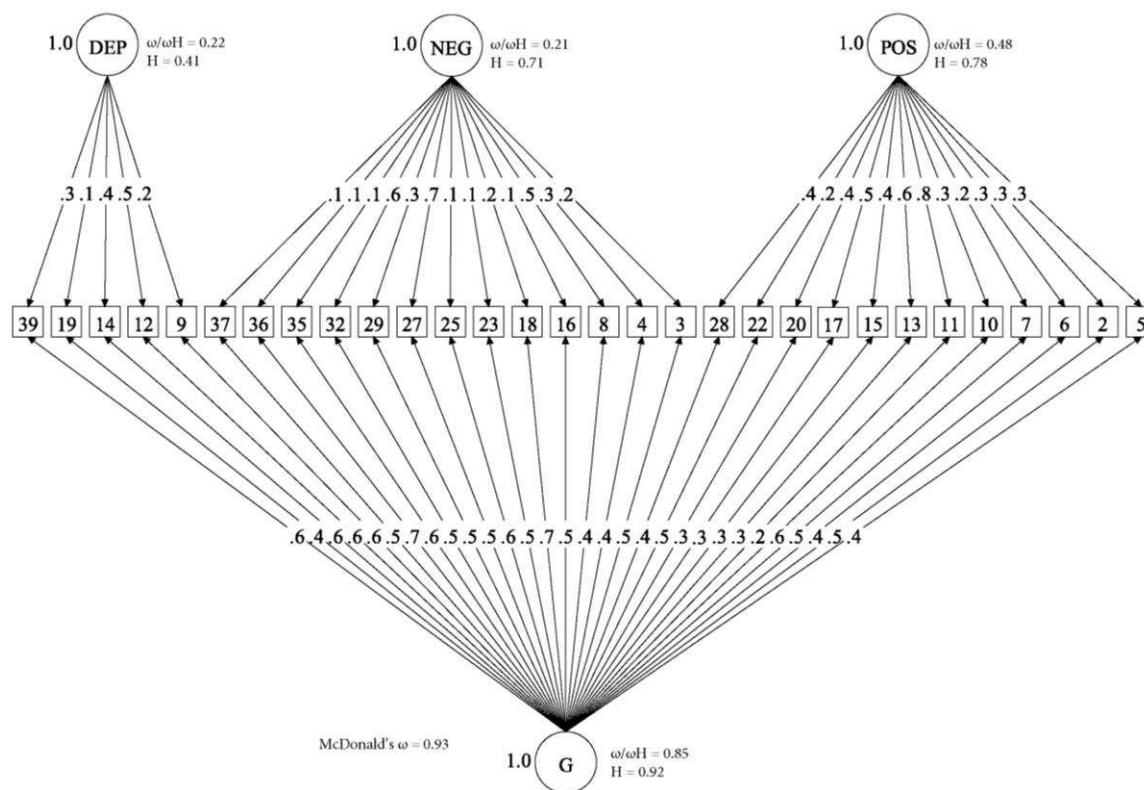 1.0 DEP ω/ωH = 0.22
H = 0.41
1.0 NEG ω/ωH = 0.21
H = 0.71
1.0 POS ω/ωH = 0.48
H = 0.78
.3 .1 .4 .5 .2 .1 .1 .1 .6 .3 .7 .1 .1 .2 .1 .5 .3 .2 .4 .2 .4 .5 .4 .6 .8 .3 .2 .3 .3 .3
39 19 14 12 9 37 36 35 32 29 27 25 23 18 16 8 4 3 28 22 20 17 15 13 11 10 7 6 2 5
.6 .4 .6 .6 .6 .5 .7 .6 .5 .5 .5 .6 .5 .7 .5 .4 .4 .5 .4 .5 .3 .3 .3 .3 .2 .6 .5 .4 .5 .4
McDonald's ω = 0.93
1.0 G ω/ωH = 0.85
H = 0.92